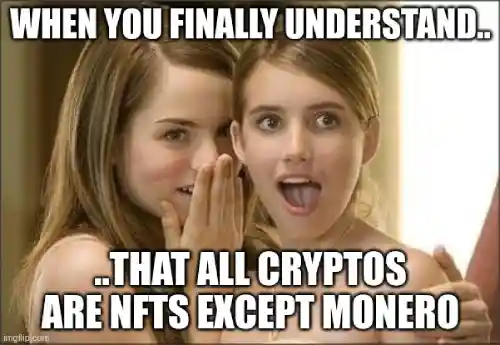 WHEN YOU FINALLY UNDERSTAND..
..THAT ALL CRYPTOS
ARE NFTS EXCEPT MONERO
imgflip.com